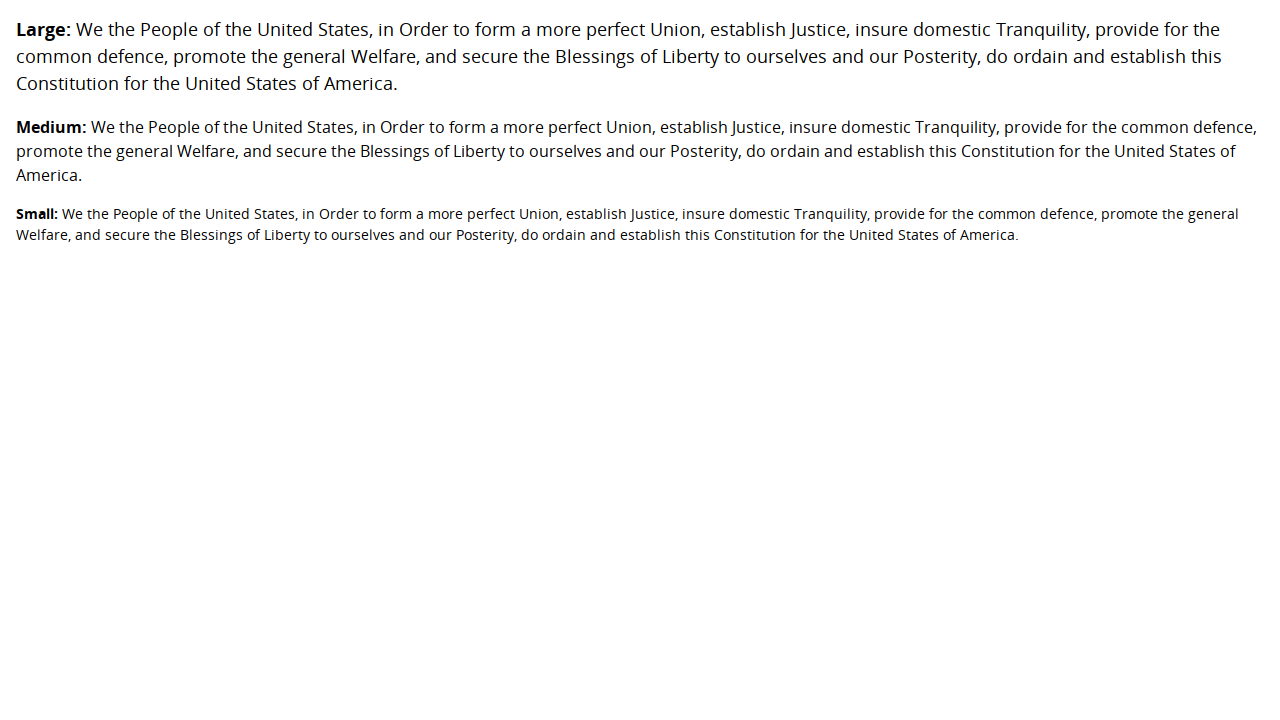 Large: We the People of the United States, in Order to form a more perfect Union, establish Justice, insure domestic Tranquility, provide for the
common defence, promote the general Welfare, and secure the Blessings of Liberty to ourselves and our Posterity, do ordain and establish this
Constitution for the United States of America.
Medium: We the People of the United States, in Order to form a more perfect Union, establish Justice, insure domestic Tranquility, provide for the common defence,
promote the general Welfare, and secure the Blessings of Liberty to ourselves and our Posterity, do ordain and establish this Constitution for the United States of
America.
Small: We the People of the United States, in Order to form a more perfect Union, establish Justice, insure domestic Tranquility, provide for the common defence, promote the general
Welfare, and secure the Blessings of Liberty to ourselves and our Posterity, do ordain and establish this Constitution for the United States of America.